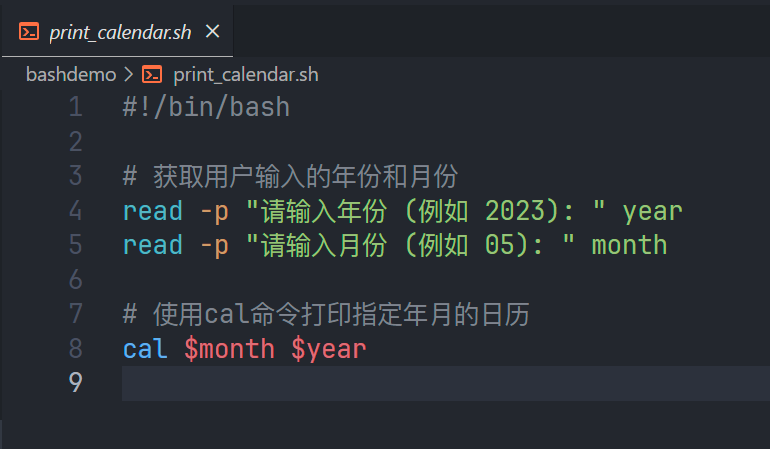 print_calendar.sh
bashdemo > print_calendar.sh
1 #!/bin/bash
2
3 # 获取用户输入的年份和月份
4 read -p "请输入年份 (例如 2023): " year
5 read -p "请输入月份 (例如 05): " month
6
7 # 使用cal命令打印指定年月的日历
8 cal $month $year
9